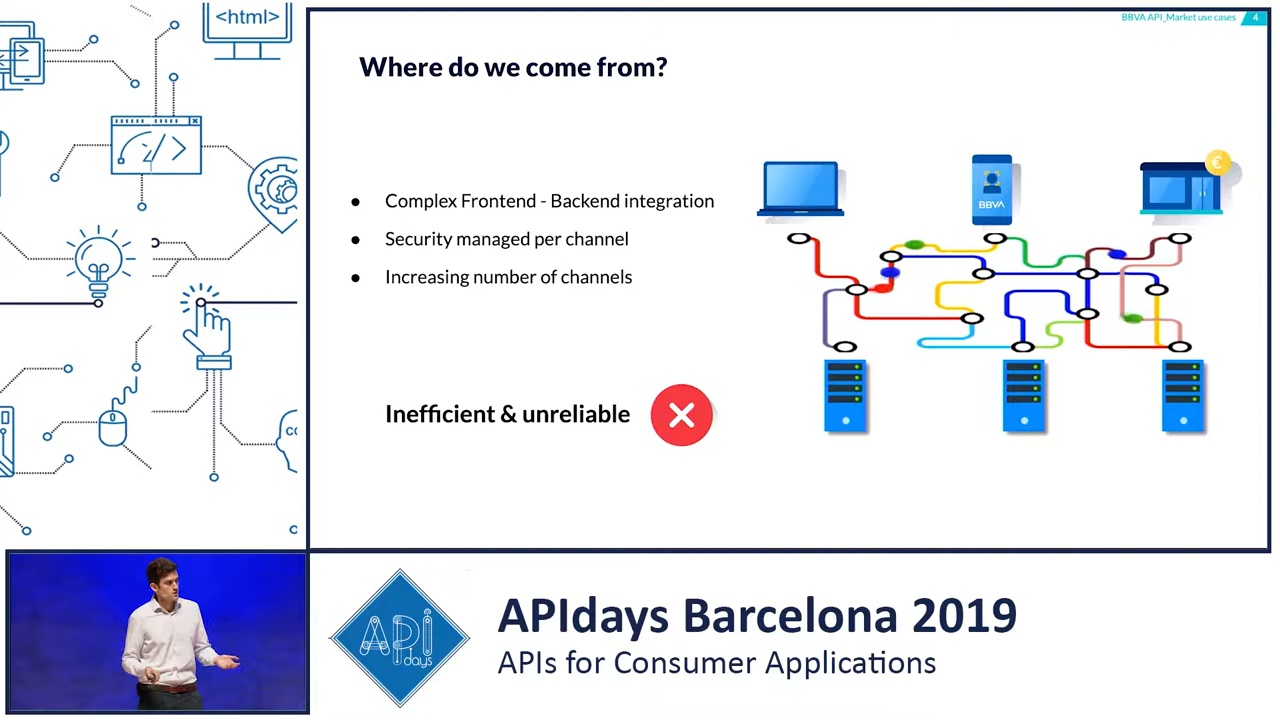 <html>
BBVA API_Market use cases 4
Where do we come from?
● Complex Frontend - Backend integration
● Security managed per channel
● Increasing number of channels
BBVA
€
Inefficient & unreliable
CO
API
days
APIdays Barcelona 2019
APIs for Consumer Applications